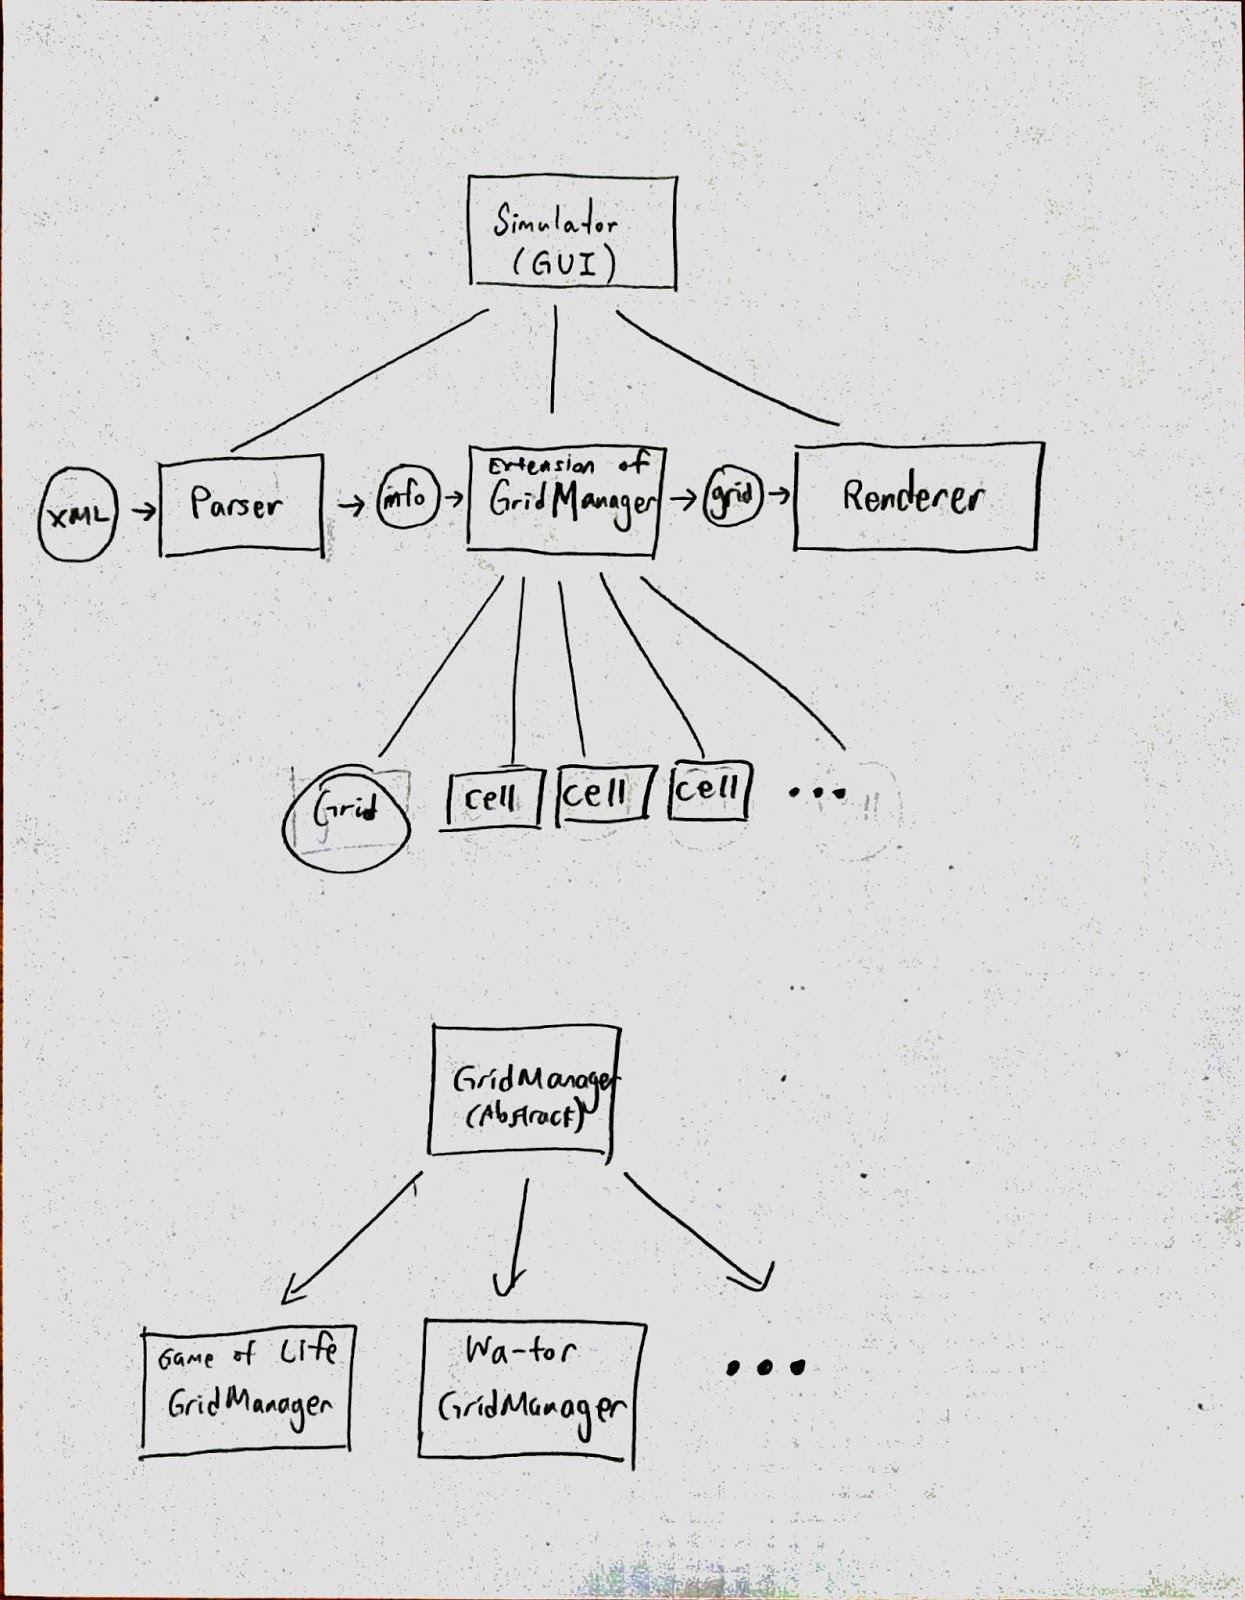 Simulator
(GUI)
XML
Parser
info
Extension of
GridManager
grid
Renderer
Grid
cell
cell
cell
•••
GridManager
(Abstract)
Game of Life
GridManager
Wa-tor
GridManager
•••